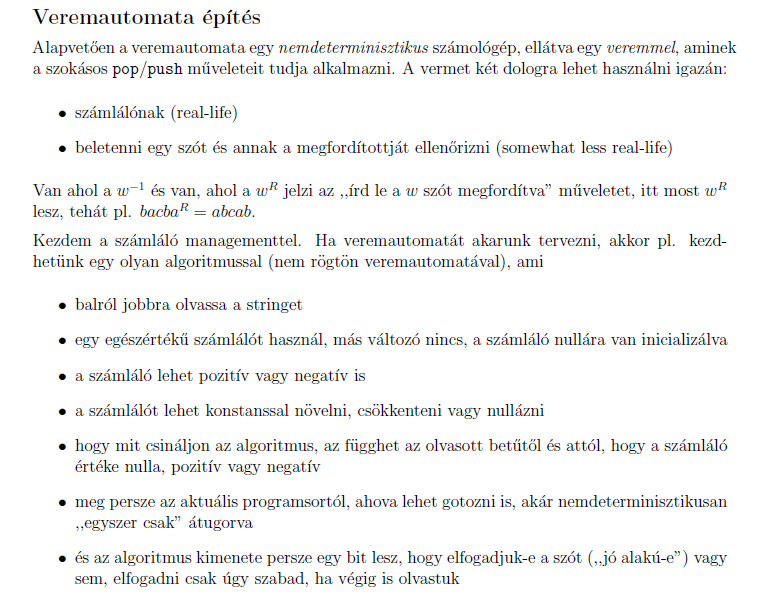 Veremautomata építés
Alapvetően a veremautomata egy nemdeterminisztikus számológép, ellátva egy veremmel, aminek
a szokásos pop/push műveleteit tudja alkalmazni. A vermet két dologra lehet használni igazán:
• számlálónak (real-life)
• beletenni egy szót és annak a megfordítottját ellenőrizni (somewhat less real-life)
Van ahol a w⁻¹ és van, ahol a wᴿ jelzi az ,,írd le a w szót megfordítva” műveletet, itt most wᴿ
lesz, tehát pl. bacbaᴿ = abcab.
Kezdem a számláló managementtel. Ha veremautomatát akarunk tervezni, akkor pl. kezd-
hetünk egy olyan algoritmussal (nem rögtön veremautomatával), ami
• balról jobbra olvassa a stringet
• egy egészértékű számlálót használ, más változó nincs, a számláló nullára van inicializálva
• a számláló lehet pozitív vagy negatív is
• a számlálót lehet konstanssal növelni, csökkenteni vagy nullázni
• hogy mit csináljon az algoritmus, az függhet az olvasott betűtől és attól, hogy a számláló
értéke nulla, pozitív vagy negatív
• meg persze az aktuális programsortól, ahova lehet gotozni is, akár nemdeterminisztikusan
,,egyszer csak” átugorva
• és az algoritmus kimenete persze egy bit lesz, hogy elfogadjuk-e a szót (,,jó alakú-e”) vagy
sem, elfogadni csak úgy szabad, ha végig is olvastuk